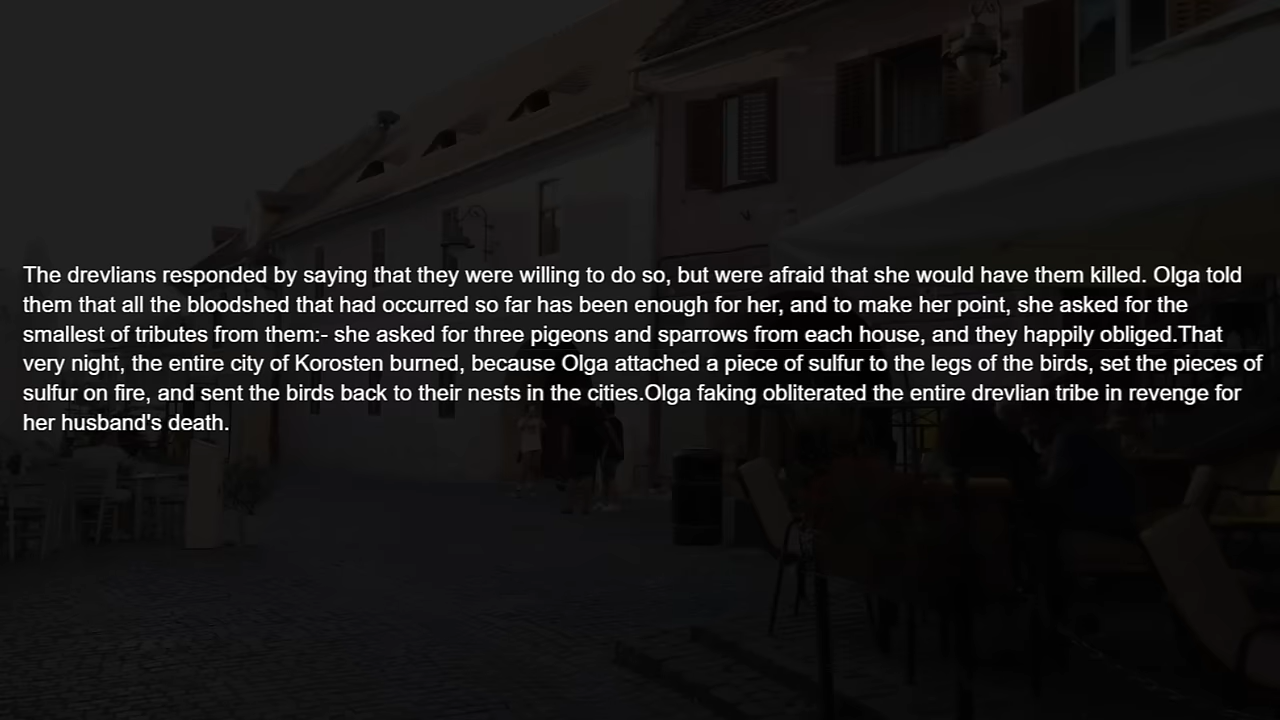 The drevlians responded by saying that they were willing to do so, but were afraid that she would have them killed. Olga told
them that all the bloodshed that had occurred so far has been enough for her, and to make her point, she asked for the
smallest of tributes from them:- she asked for three pigeons and sparrows from each house, and they happily obliged.That
very night, the entire city of Korosten burned, because Olga attached a piece of sulfur to the legs of the birds, set the pieces of
sulfur on fire, and sent the birds back to their nests in the cities.Olga faking obliterated the entire drevlian tribe in revenge for
her husband's death.